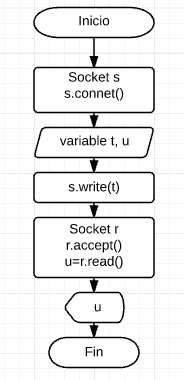 Inicio
Socket s
s.connet()
variable t, u
s.write(t)
Socket r
r.accept()
u=r.read()
u
Fin